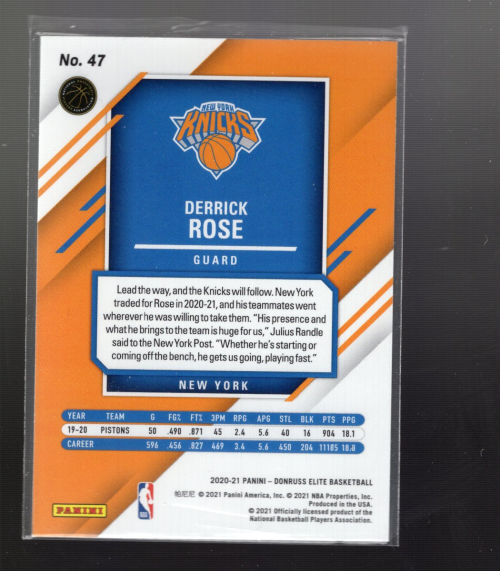 No. 47
NEW YORK
KNICKS
DERRICK
ROSE
GUARD
Lead the way, and the Knicks will follow. New York
traded for Rose in 2020-21, and his teammates went
wherever he was willing to take them. "His presence and
what he brings to the team is huge for us," Julius Randle
said to the New York Post. "Whether he's starting or
coming off the bench, he gets us going, playing fast."
NEW YORK
YEAR TEAM G FG% FT% 3PM RPG APG STL BLK PTS PPG
19-20 PISTONS 50 .490 .871 45 2.4 5.6 40 16 904 18.1
CAREER 596 .456 .827 469 3.4 5.6 450 204 11185 18.8
2020-21 PANINI – DONRUSS ELITE BASKETBALL
帕尼尼 © 2021 Panini America, Inc. © 2021 NBA Properties, Inc.
Produced in the USA.
© 2021 Officially licensed product of the
National Basketball Players Association.
PANINI